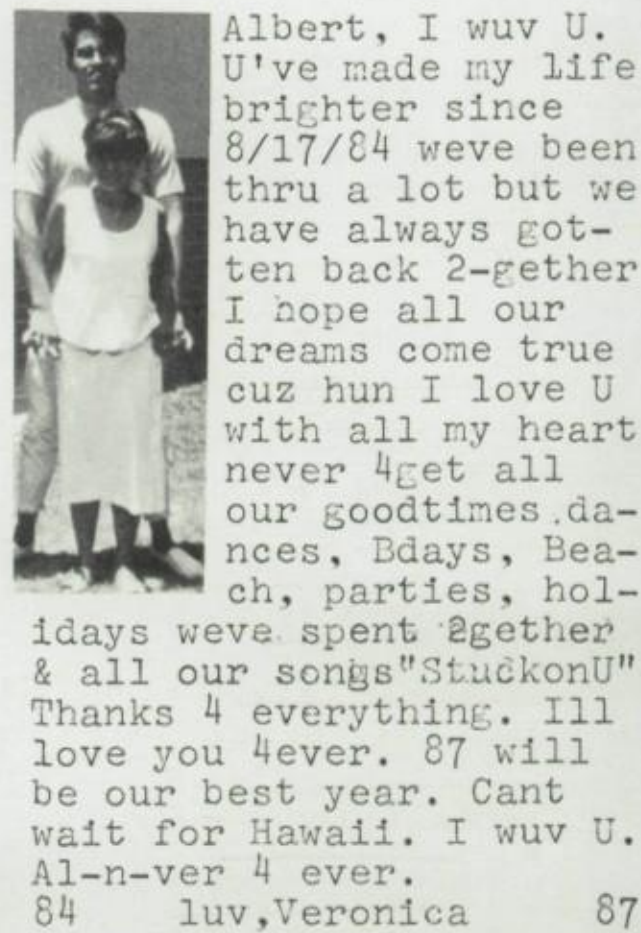 Albert, I wuv U.
U've made my life
brighter since
8/17/84 weve been
thru a lot but we
have always got-
ten back 2-gether
I hope all our
dreams come true
cuz hun I love U
with all my heart
never 4get all
our goodtimes.da-
nces, Bdays, Bea-
ch, parties, hol-
idays weve spent 2gether
& all our songs"StuckonU"
Thanks 4 everything. Ill
love you 4ever. 87 will
be our best year. Cant
wait for Hawaii. I wuv U.
Al-n-ver 4 ever.
84 luv,Veronica 87